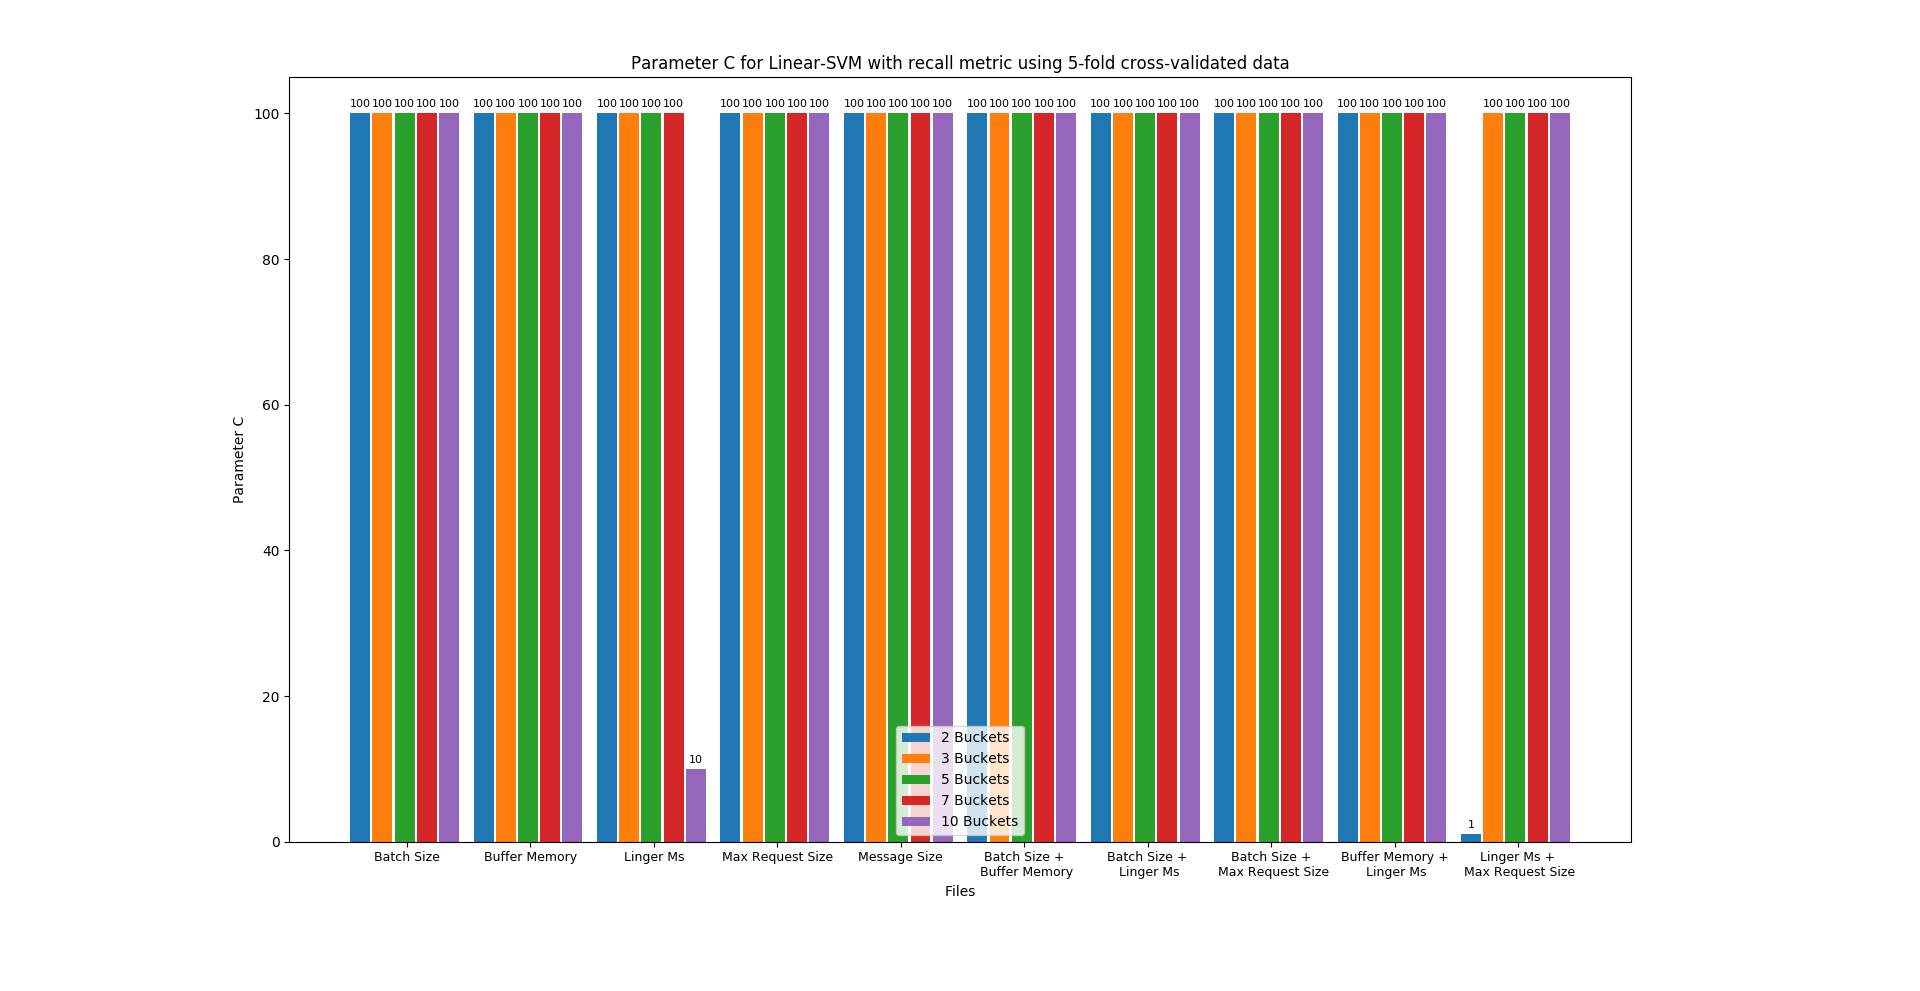 Parameter C for Linear-SVM with recall metric using 5-fold cross-validated data
100 100 100 100 100 100 100 100 100 100 100 100 100 100 100 100 100 100 100 100 100 100 100 100 100 100 100 100 100 100 100 100 100 100 100 100 100 100 100 100 100 100 100 100 100 100 100 100
100
80
60
40
20
0
Parameter C
10
1
2 Buckets
3 Buckets
5 Buckets
7 Buckets
10 Buckets
Batch Size
Buffer Memory
Linger Ms
Max Request Size
Message Size
Batch Size +
Buffer Memory
Batch Size +
Linger Ms
Batch Size +
Max Request Size
Buffer Memory +
Linger Ms
Linger Ms +
Max Request Size
Files